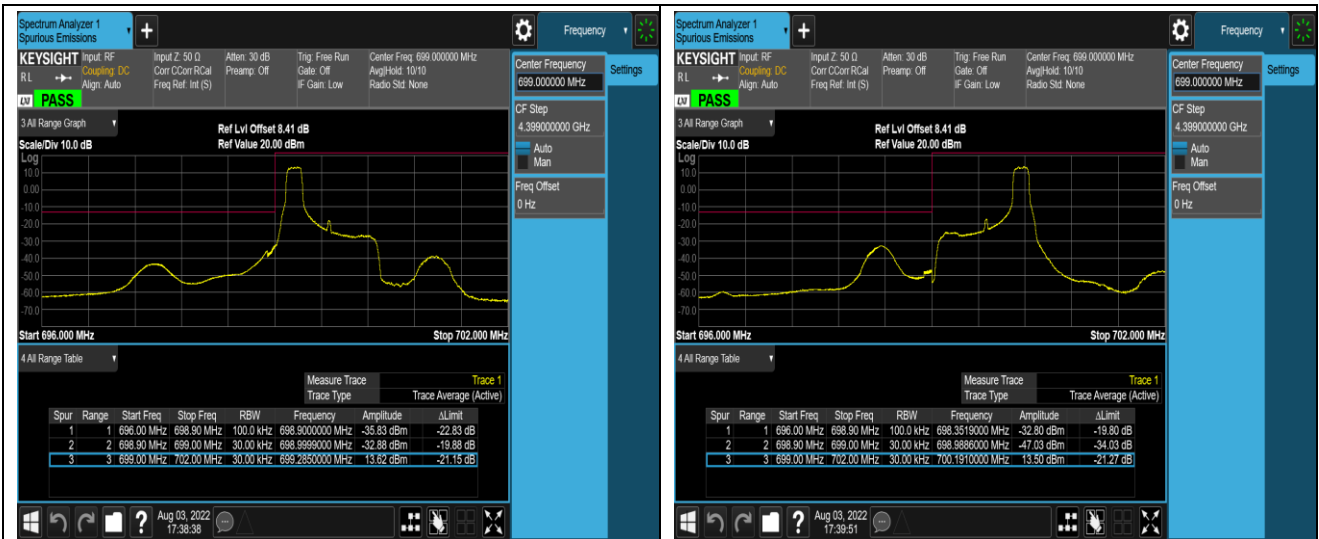 Spectrum Analyzer 1
Spurious Emissions
+
Frequency
KEYSIGHT Input: RF Input Z: 50 Ω Atten: 30 dB Trig: Free Run Center Freq: 699.000000 MHz
RL Coupling: DC Corr CCorr RCal Preamp: Off Gate: Off Avg|Hold: 10/10
Align: Auto Freq Ref: Int (S) IF Gain: Low Radio Std: None
LXI PASS
Center Frequency
699.000000 MHz
Settings
CF Step
4.399000000 GHz
Auto
Man
Freq Offset
0 Hz
3 All Range Graph
Ref Lvl Offset 8.41 dB
Scale/Div 10.0 dB Ref Value 20.00 dBm
Log
10.0
0.00
-10.0
-20.0
-30.0
-40.0
-50.0
-60.0
-70.0
Start 696.000 MHz Stop 702.000 MHz
4 All Range Table
Measure Trace Trace 1
Trace Type Trace Average (Active)
Spur Range Start Freq Stop Freq RBW Frequency Amplitude ΔLimit
1 1 696.00 MHz 698.90 MHz 100.0 kHz 698.9000000 MHz -35.83 dBm -22.83 dB
2 2 698.90 MHz 699.00 MHz 30.00 kHz 698.9999000 MHz -32.88 dBm -19.88 dB
3 3 699.00 MHz 702.00 MHz 30.00 kHz 699.2850000 MHz 13.62 dBm -21.15 dB
?
Aug 03, 2022
17:38:38
Spectrum Analyzer 1
Spurious Emissions
+
Frequency
KEYSIGHT Input: RF Input Z: 50 Ω Atten: 30 dB Trig: Free Run Center Freq: 699.000000 MHz
RL Coupling: DC Corr CCorr RCal Preamp: Off Gate: Off Avg|Hold: 10/10
Align: Auto Freq Ref: Int (S) IF Gain: Low Radio Std: None
LXI PASS
Center Frequency
699.000000 MHz
Settings
CF Step
4.399000000 GHz
Auto
Man
Freq Offset
0 Hz
3 All Range Graph
Ref Lvl Offset 8.41 dB
Scale/Div 10.0 dB Ref Value 20.00 dBm
Log
10.0
0.00
-10.0
-20.0
-30.0
-40.0
-50.0
-60.0
-70.0
Start 696.000 MHz Stop 702.000 MHz
4 All Range Table
Measure Trace Trace 1
Trace Type Trace Average (Active)
Spur Range Start Freq Stop Freq RBW Frequency Amplitude ΔLimit
1 1 696.00 MHz 698.90 MHz 100.0 kHz 698.3519000 MHz -32.80 dBm -19.80 dB
2 2 698.90 MHz 699.00 MHz 30.00 kHz 698.9886000 MHz -47.03 dBm -34.03 dB
3 3 699.00 MHz 702.00 MHz 30.00 kHz 700.1910000 MHz 13.50 dBm -21.27 dB
?
Aug 03, 2022
17:39:51